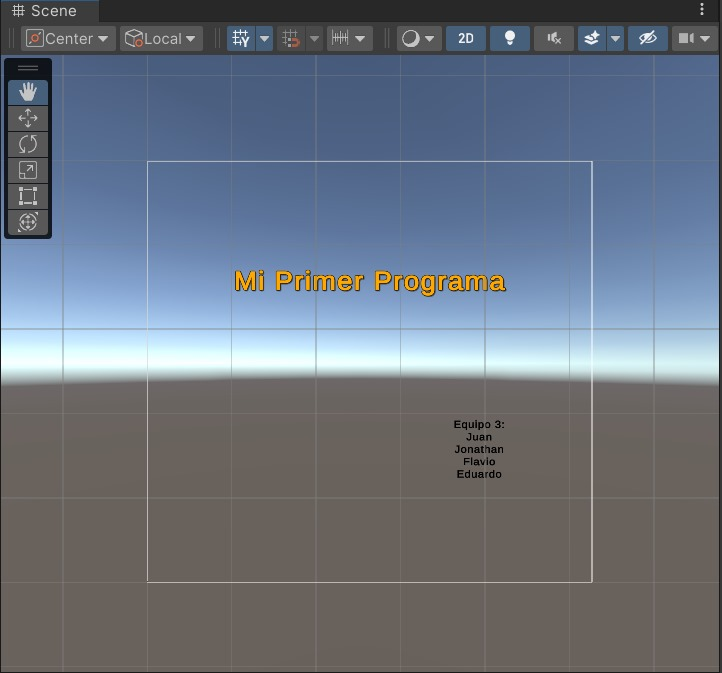 Scene
Center
Local
2D
Mi Primer Programa
Equipo 3:
Juan
Jonathan
Flavio
Eduardo